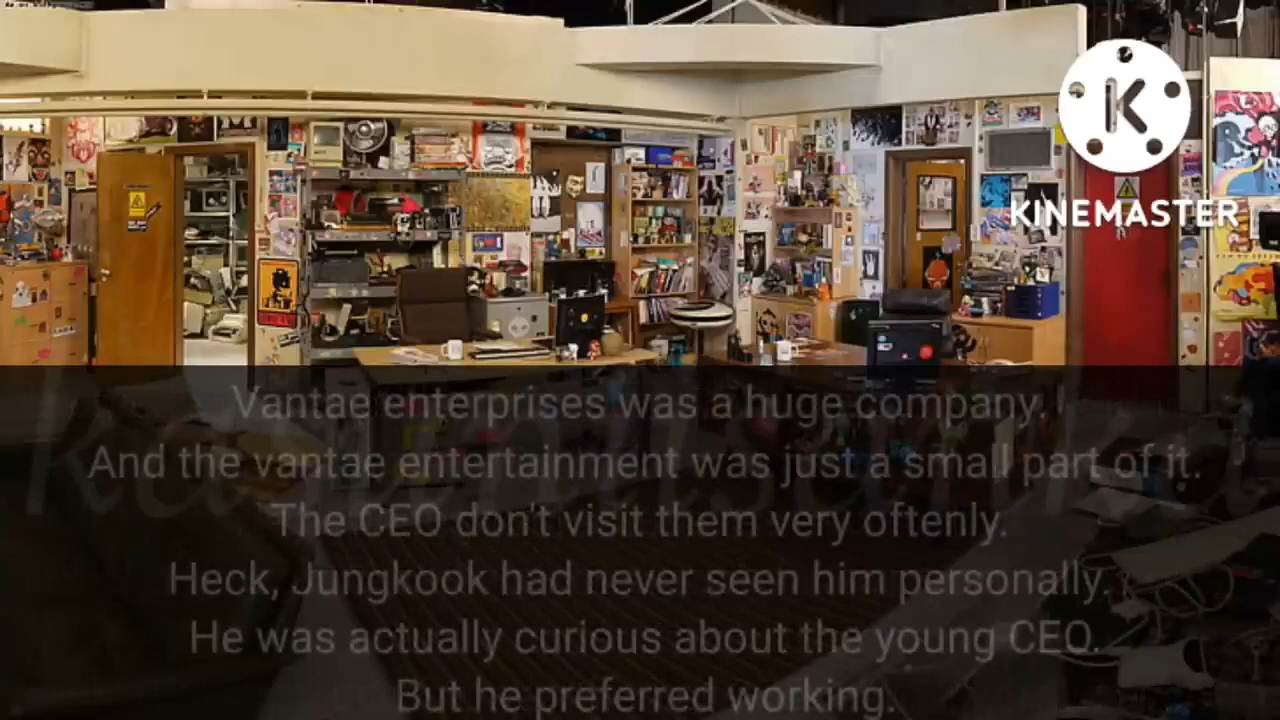 KINEMASTER
Vantae enterprises was a huge company.
And the vantae entertainment was just a small part of it.
The CEO don't visit them very oftenly.
Heck, Jungkook had never seen him personally.
He was actually curious about the young CEO.
But he preferred working.